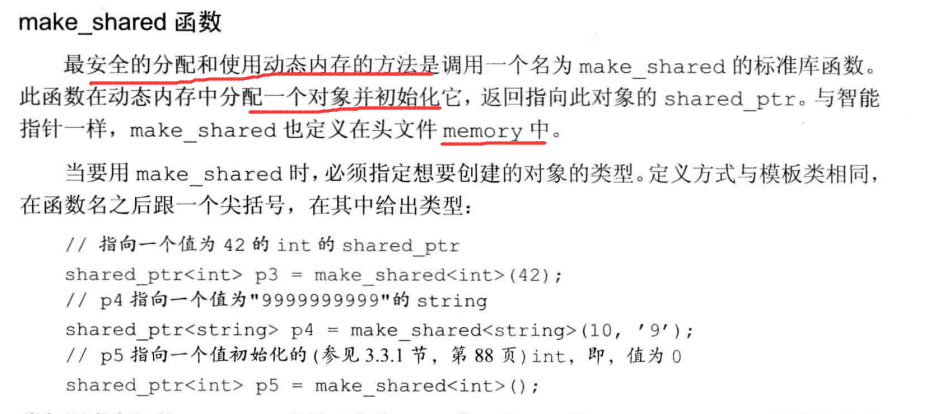 make_shared 函数
最安全的分配和使用动态内存的方法是调用一个名为 make_shared 的标准库函数。
此函数在动态内存中分配一个对象并初始化它，返回指向此对象的 shared_ptr。与智能
指针一样，make_shared 也定义在头文件 memory 中。
当要用 make_shared 时，必须指定想要创建的对象的类型。定义方式与模板类相同，
在函数名之后跟一个尖括号，在其中给出类型：
// 指向一个值为 42 的 int 的 shared_ptr
shared_ptr<int> p3 = make_shared<int>(42);
// p4 指向一个值为"9999999999"的 string
shared_ptr<string> p4 = make_shared<string>(10, '9');
// p5 指向一个值初始化的 (参见 3.3.1 节，第 88 页) int，即，值为 0
shared_ptr<int> p5 = make_shared<int>();